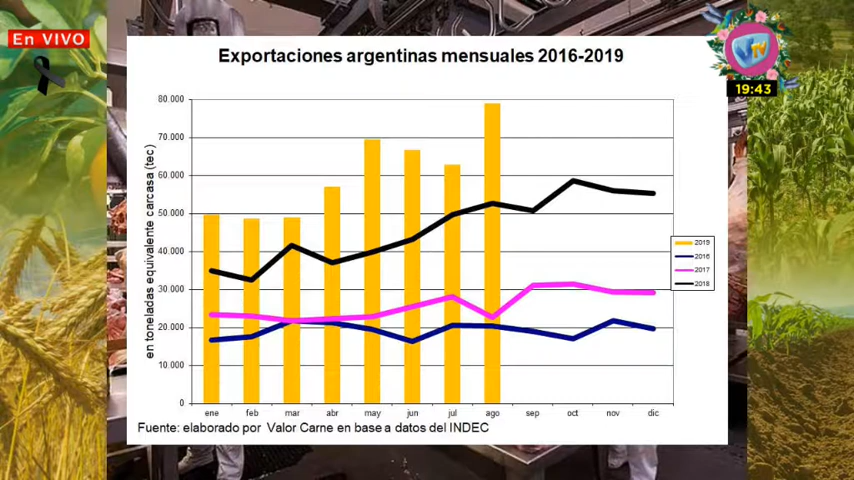 En VIVO
TV
19:43
Exportaciones argentinas mensuales 2016-2019
en toneladas equivalente carcasa (tec)
80.000
70.000
60.000
50.000
40.000
30.000
20.000
10.000
0
ene feb mar abr may jun jul ago sep oct nov dic
2019
2016
2017
2018
Fuente: elaborado por Valor Carne en base a datos del INDEC